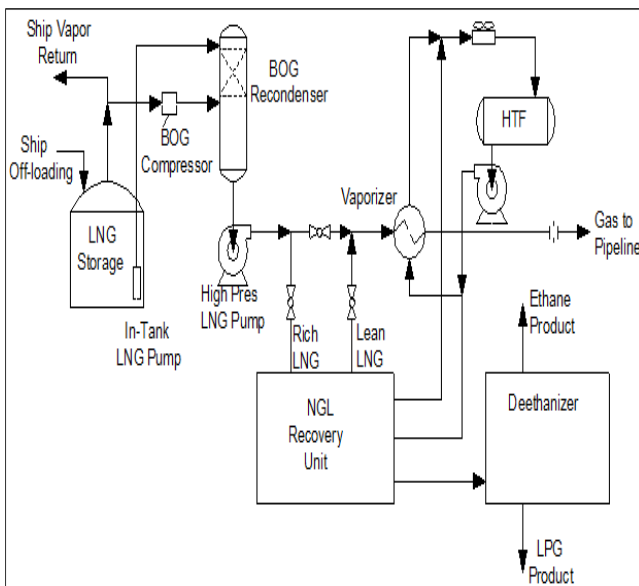 Ship Vapor
Return
BOG
Recondenser
HTF
Ship
Off-loading
BOG
Compressor
Vaporizer
LNG
Storage
Gas to
Pipeline
High Pres
LNG Pump
In-Tank
LNG Pump
Rich
LNG
Lean
LNG
Ethane
Product
NGL
Recovery
Unit
Deethanizer
LPG
Product